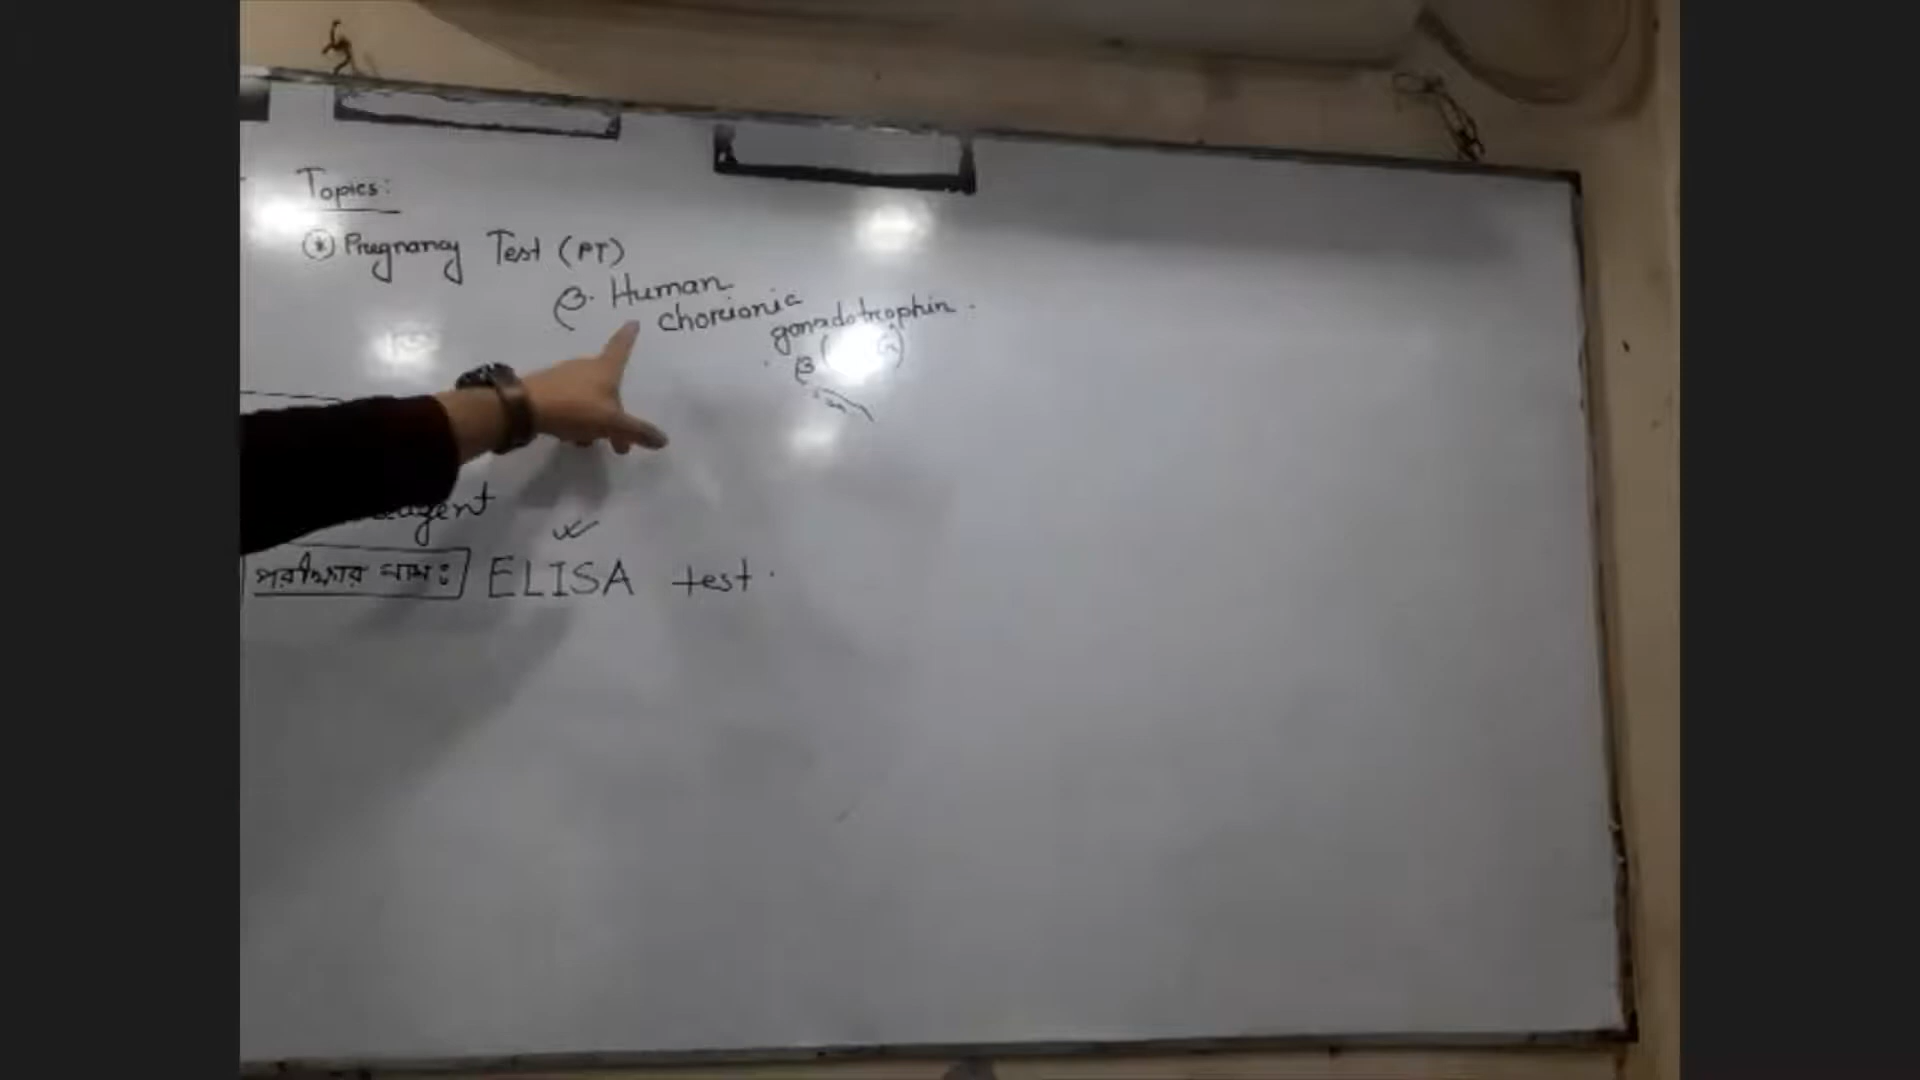 Topics:
* Pregnancy Test (PT)
β. Human
chorionic
gonadotrophin.
β (
পরীক্ষার নাম: ELISA test.